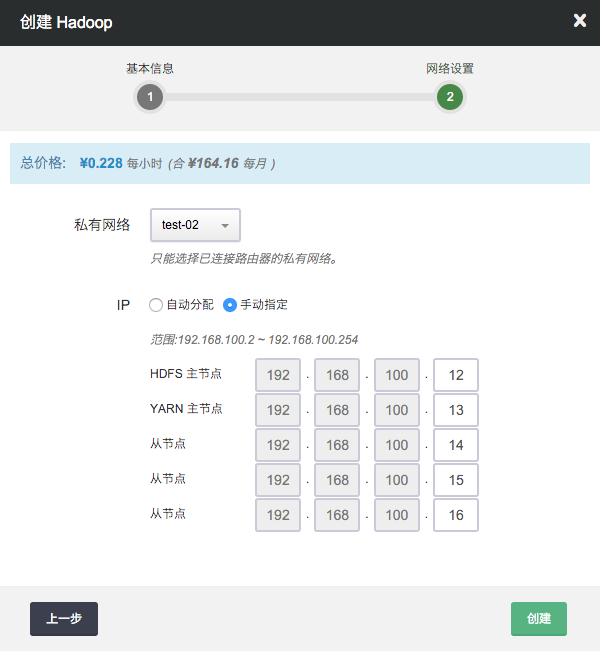 创建 Hadoop ×
基本信息 网络设置
1 2
总价格: ¥0.228 每小时 (合 ¥164.16 每月 )
私有网络 test-02
只能选择已连接路由器的私有网络。
IP 自动分配 手动指定
范围:192.168.100.2 ~ 192.168.100.254
HDFS 主节点 192 . 168 . 100 . 12
YARN 主节点 192 . 168 . 100 . 13
从节点 192 . 168 . 100 . 14
从节点 192 . 168 . 100 . 15
从节点 192 . 168 . 100 . 16
上一步 创建